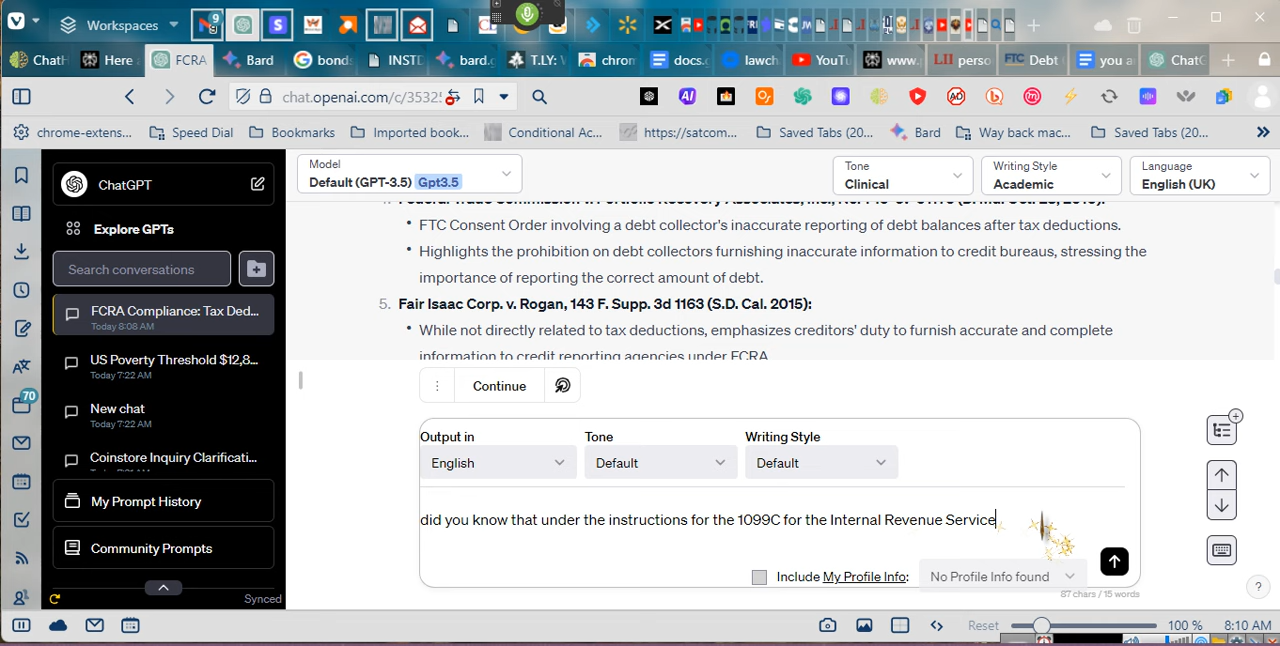 Workspaces
9
S
ChatH
Here
FCRA
Bard
bonds
INSTD
bard.g
T.LY:
chrom
docs.g
lawch
YouTu
www.
LII perso
FTC Debt
you a
ChatG
chat.openai.com/c/3532
chrome-extens...
Speed Dial
Bookmarks
Imported book...
Conditional Ac...
https://satcom...
Saved Tabs (20...
Bard
Way back mac...
Saved Tabs (20...
ChatGPT
Explore GPTs
Search conversations
FCRA Compliance: Tax Ded...
Today 8:08 AM
US Poverty Threshold $12,8...
Today 7:22 AM
New chat
Today 7:22 AM
Coinstore Inquiry Clarificati...
My Prompt History
Community Prompts
Synced
70
Model
Default (GPT-3.5) Gpt3.5
Tone
Clinical
Writing Style
Academic
Language
English (UK)
FTC Consent Order involving a debt collector's inaccurate reporting of debt balances after tax deductions.
Highlights the prohibition on debt collectors furnishing inaccurate information to credit bureaus, stressing the
importance of reporting the correct amount of debt.
5. Fair Isaac Corp. v. Rogan, 143 F. Supp. 3d 1163 (S.D. Cal. 2015):
While not directly related to tax deductions, emphasizes creditors' duty to furnish accurate and complete
information to credit reporting agencies under FCRA
Continue
Output in
English
Tone
Default
Writing Style
Default
did you know that under the instructions for the 1099C for the Internal Revenue Service
Include My Profile Info:
No Profile Info found
87 chars / 15 words
?
Reset
100 %
8:10 AM